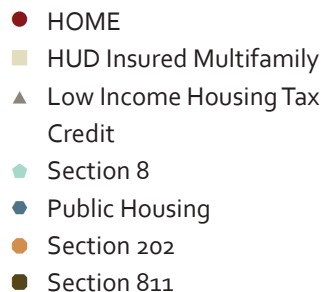 HOME
HUD Insured Multifamily
Low Income Housing Tax
Credit
Section 8
Public Housing
Section 202
Section 811